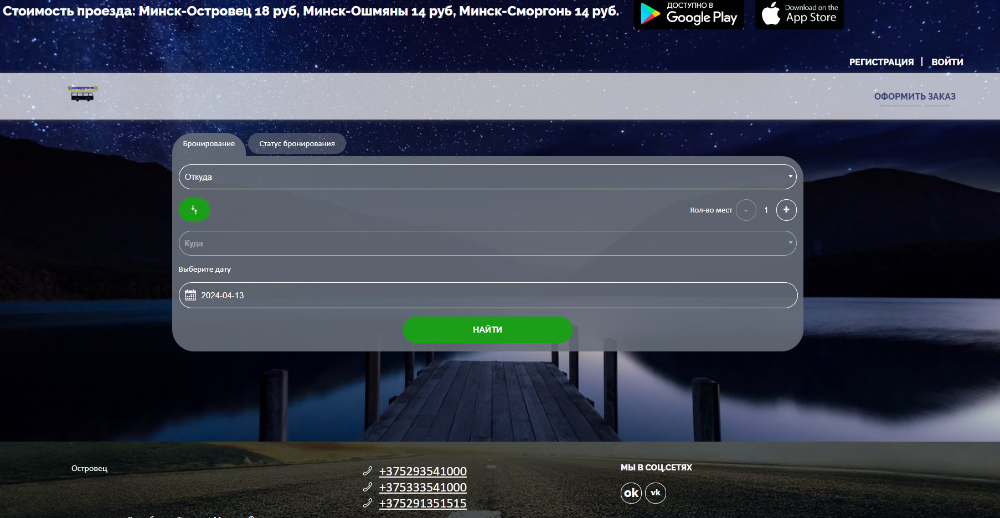 Стоимость проезда: Минск-Островец 18 руб, Минск-Ошмяны 14 руб, Минск-Сморгонь 14 руб.
ДОСТУПНО В
Google Play
Download on the
App Store
РЕГИСТРАЦИЯ | ВОЙТИ
МаршруточкА
ОФОРМИТЬ ЗАКАЗ
Бронирование
Статус бронирования
Откуда
Кол-во мест - 1 +
Куда
Выберите дату
2024-04-13
НАЙТИ
Островец
+375293541000
+375333541000
+375291351515
МЫ В СОЦ.СЕТЯХ
ok vk